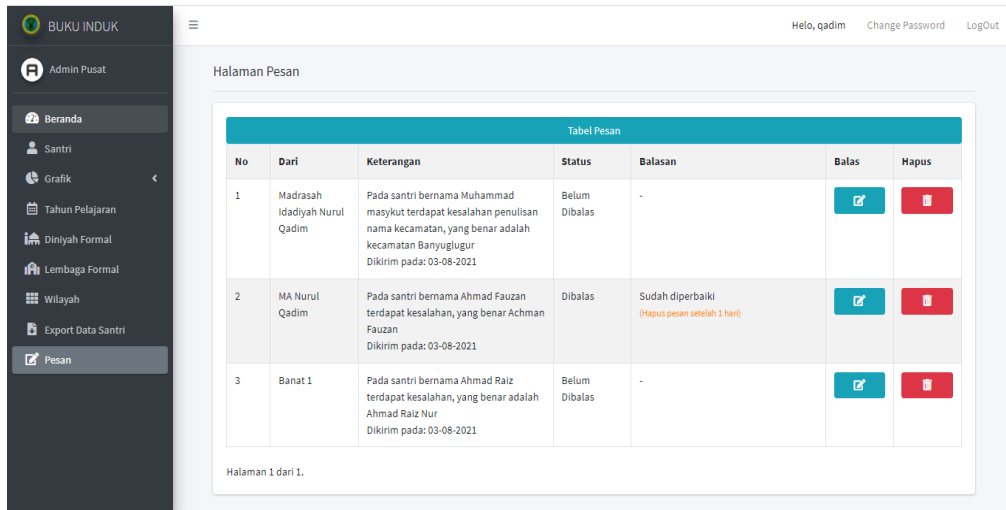 BUKU INDUK
Helo, qadim Change Password LogOut
Admin Pusat
Beranda
Santri
Grafik
Tahun Pelajaran
Diniyah Formal
Lembaga Formal
Wilayah
Export Data Santri
Pesan
Halaman Pesan
Tabel Pesan
No Dari Keterangan Status Balasan Balas Hapus
1 Madrasah Pada santri bernama Muhammad Belum -
Idadiyah Nurul masykut terdapat kesalahan penulisan Dibalas
Qadim nama kecamatan, yang benar adalah
kecamatan Banyuglugur
Dikirim pada: 03-08-2021
2 MA Nurul Pada santri bernama Ahmad Fauzan Dibalas Sudah diperbaiki
Qadim terdapat kesalahan, yang benar Achman (Hapus pesan setelah 1 hari)
Fauzan
Dikirim pada: 03-08-2021
3 Banat 1 Pada santri bernama Ahmad Raiz Belum -
terdapat kesalahan, yang benar adalah Dibalas
Ahmad Raiz Nur
Dikirim pada: 03-08-2021
Halaman 1 dari 1.